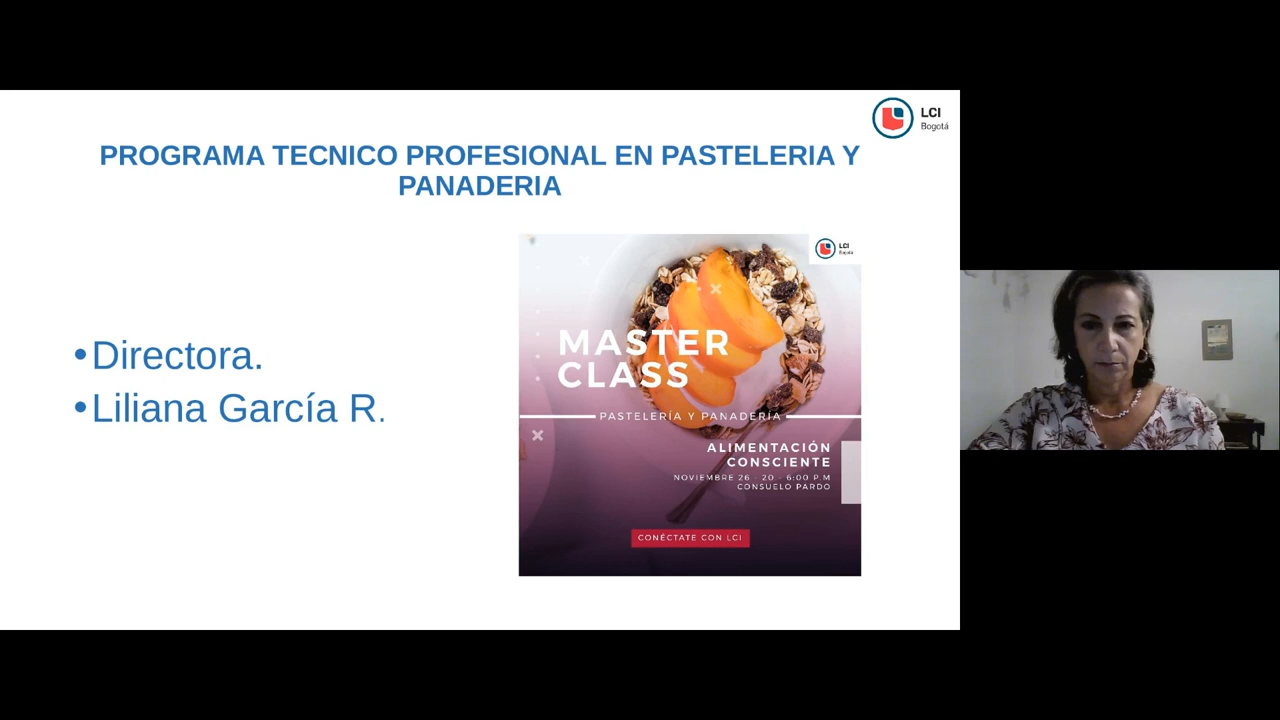 LCI
Bogotá
PROGRAMA TECNICO PROFESIONAL EN PASTELERIA Y
PANADERIA
•Directora.
•Liliana García R.
LCI
Bogotá
MASTER
CLASS
PASTELERÍA Y PANADERÍA
ALIMENTACIÓN
CONSCIENTE
NOVIEMBRE 26 - 20 - 6:00 P.M
CONSUELO PARDO
CONÉCTATE CON LCI